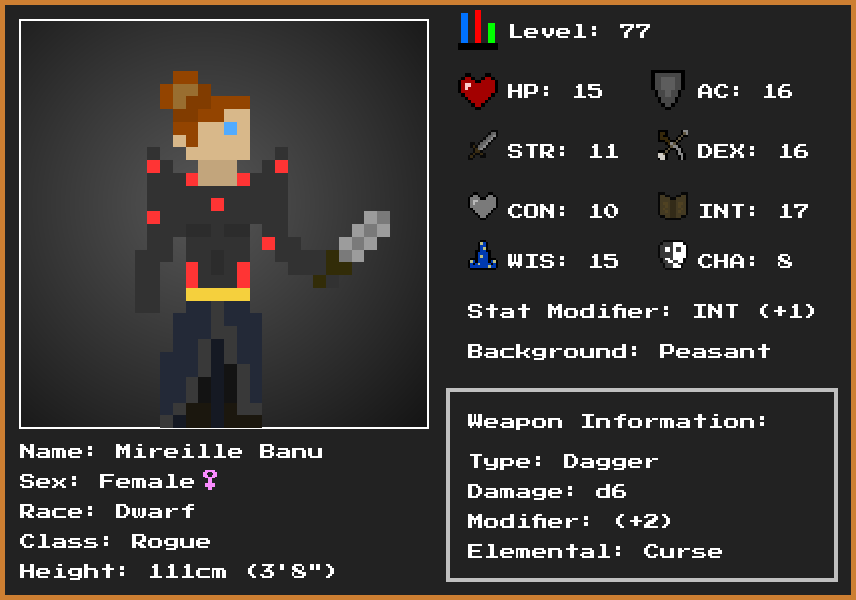 Level: 77
HP: 15 AC: 16
STR: 11 DEX: 16
CON: 10 INT: 17
WIS: 15 CHA: 8
Stat Modifier: INT (+1)
Background: Peasant
Weapon Information:
Type: Dagger
Damage: d6
Modifier: (+2)
Elemental: Curse
Name: Mireille Banu
Sex: Female♀
Race: Dwarf
Class: Rogue
Height: 111cm (3'8")